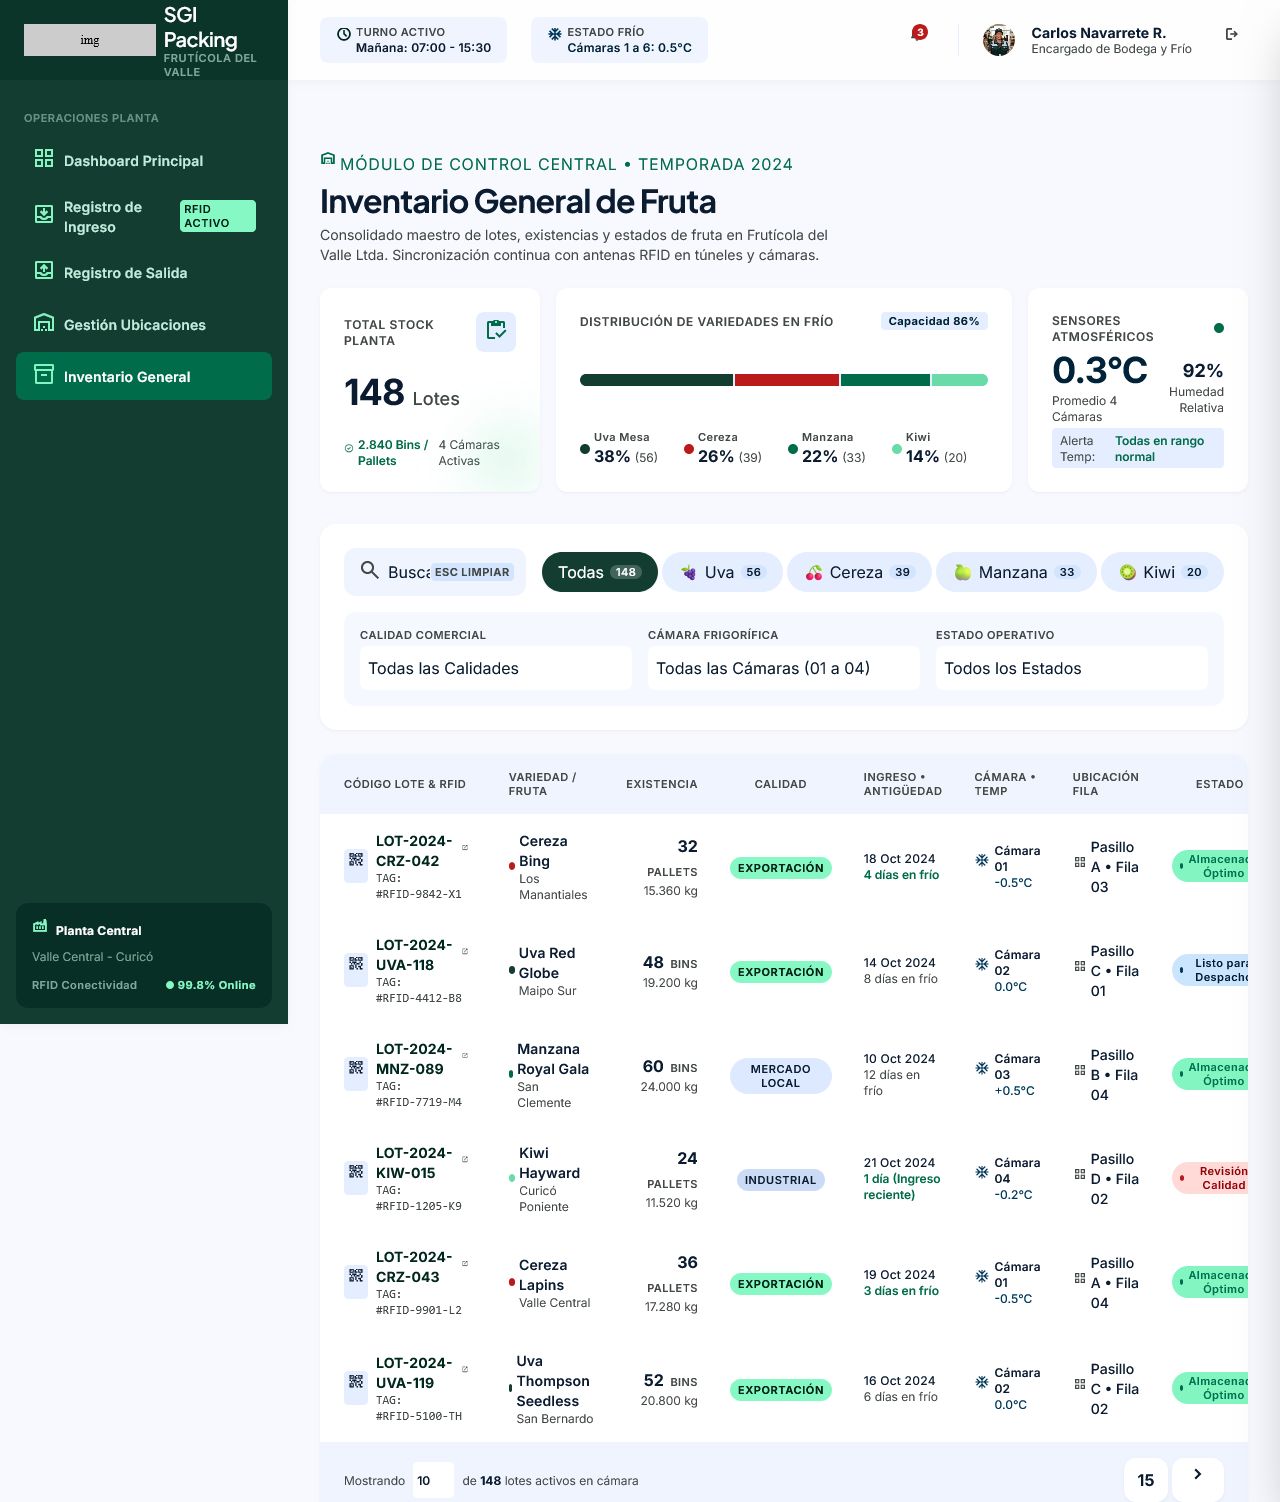 img
SGI
Packing
FRUTÍCOLA DEL
VALLE
OPERACIONES PLANTA
Dashboard Principal
Registro de
Ingreso
RFID
ACTIVO
Registro de Salida
Gestión Ubicaciones
Inventario General
Planta Central
Valle Central - Curicó
RFID Conectividad
99.8% Online
TURNO ACTIVO
Mañana: 07:00 - 15:30
ESTADO FRÍO
Cámaras 1 a 6: 0.5°C
3
Carlos Navarrete R.
Encargado de Bodega y Frío
MÓDULO DE CONTROL CENTRAL • TEMPORADA 2024
Inventario General de Fruta
Consolidado maestro de lotes, existencias y estados de fruta en Frutícola del
Valle Ltda. Sincronización continua con antenas RFID en túneles y cámaras.
TOTAL STOCK
PLANTA
148 Lotes
2.840 Bins /
Pallets
4 Cámaras
Activas
DISTRIBUCIÓN DE VARIEDADES EN FRÍO
Capacidad 86%
Uva Mesa
38% (56)
Cereza
26% (39)
Manzana
22% (33)
Kiwi
14% (20)
SENSORES
ATMOSFÉRICOS
0.3°C
Promedio 4
Cámaras
92%
Humedad
Relativa
Alerta
Temp:
Todas en rango
normal
Busca
ESC LIMPIAR
Todas 148
Uva 56
Cereza 39
Manzana 33
Kiwi 20
CALIDAD COMERCIAL
Todas las Calidades
CÁMARA FRIGORÍFICA
Todas las Cámaras (01 a 04)
ESTADO OPERATIVO
Todos los Estados
CÓDIGO LOTE & RFID
VARIEDAD /
FRUTA
EXISTENCIA
CALIDAD
INGRESO •
ANTIGÜEDAD
CÁMARA •
TEMP
UBICACIÓN
FILA
ESTADO
LOT-2024-
CRZ-042
TAG:
#RFID-9842-X1
Cereza
Bing
Los
Manantiales
32
PALLETS
15.360 kg
EXPORTACIÓN
18 Oct 2024
4 días en frío
Cámara
01
-0.5°C
Pasillo
A • Fila
03
Almacenad
Óptimo
LOT-2024-
UVA-118
TAG:
#RFID-4412-B8
Uva Red
Globe
Maipo Sur
48 BINS
19.200 kg
EXPORTACIÓN
14 Oct 2024
8 días en frío
Cámara
02
0.0°C
Pasillo
C • Fila
01
Listo para
Despacho
LOT-2024-
MNZ-089
TAG:
#RFID-7719-M4
Manzana
Royal Gala
San
Clemente
60 BINS
24.000 kg
MERCADO
LOCAL
10 Oct 2024
12 días en
frío
Cámara
03
+0.5°C
Pasillo
B • Fila
04
Almacenad
Óptimo
LOT-2024-
KIW-015
TAG:
#RFID-1205-K9
Kiwi
Hayward
Curicó
Poniente
24
PALLETS
11.520 kg
INDUSTRIAL
21 Oct 2024
1 día (Ingreso
reciente)
Cámara
04
-0.2°C
Pasillo
D • Fila
02
Revisión
Calidad
LOT-2024-
CRZ-043
TAG:
#RFID-9901-L2
Cereza
Lapins
Valle Central
36
PALLETS
17.280 kg
EXPORTACIÓN
19 Oct 2024
3 días en frío
Cámara
01
-0.5°C
Pasillo
A • Fila
04
Almacenad
Óptimo
LOT-2024-
UVA-119
TAG:
#RFID-5100-TH
Uva
Thompson
Seedless
San Bernardo
52 BINS
20.800 kg
EXPORTACIÓN
16 Oct 2024
6 días en frío
Cámara
02
0.0°C
Pasillo
C • Fila
02
Almacenad
Óptimo
Mostrando 10 de 148 lotes activos en cámara
15